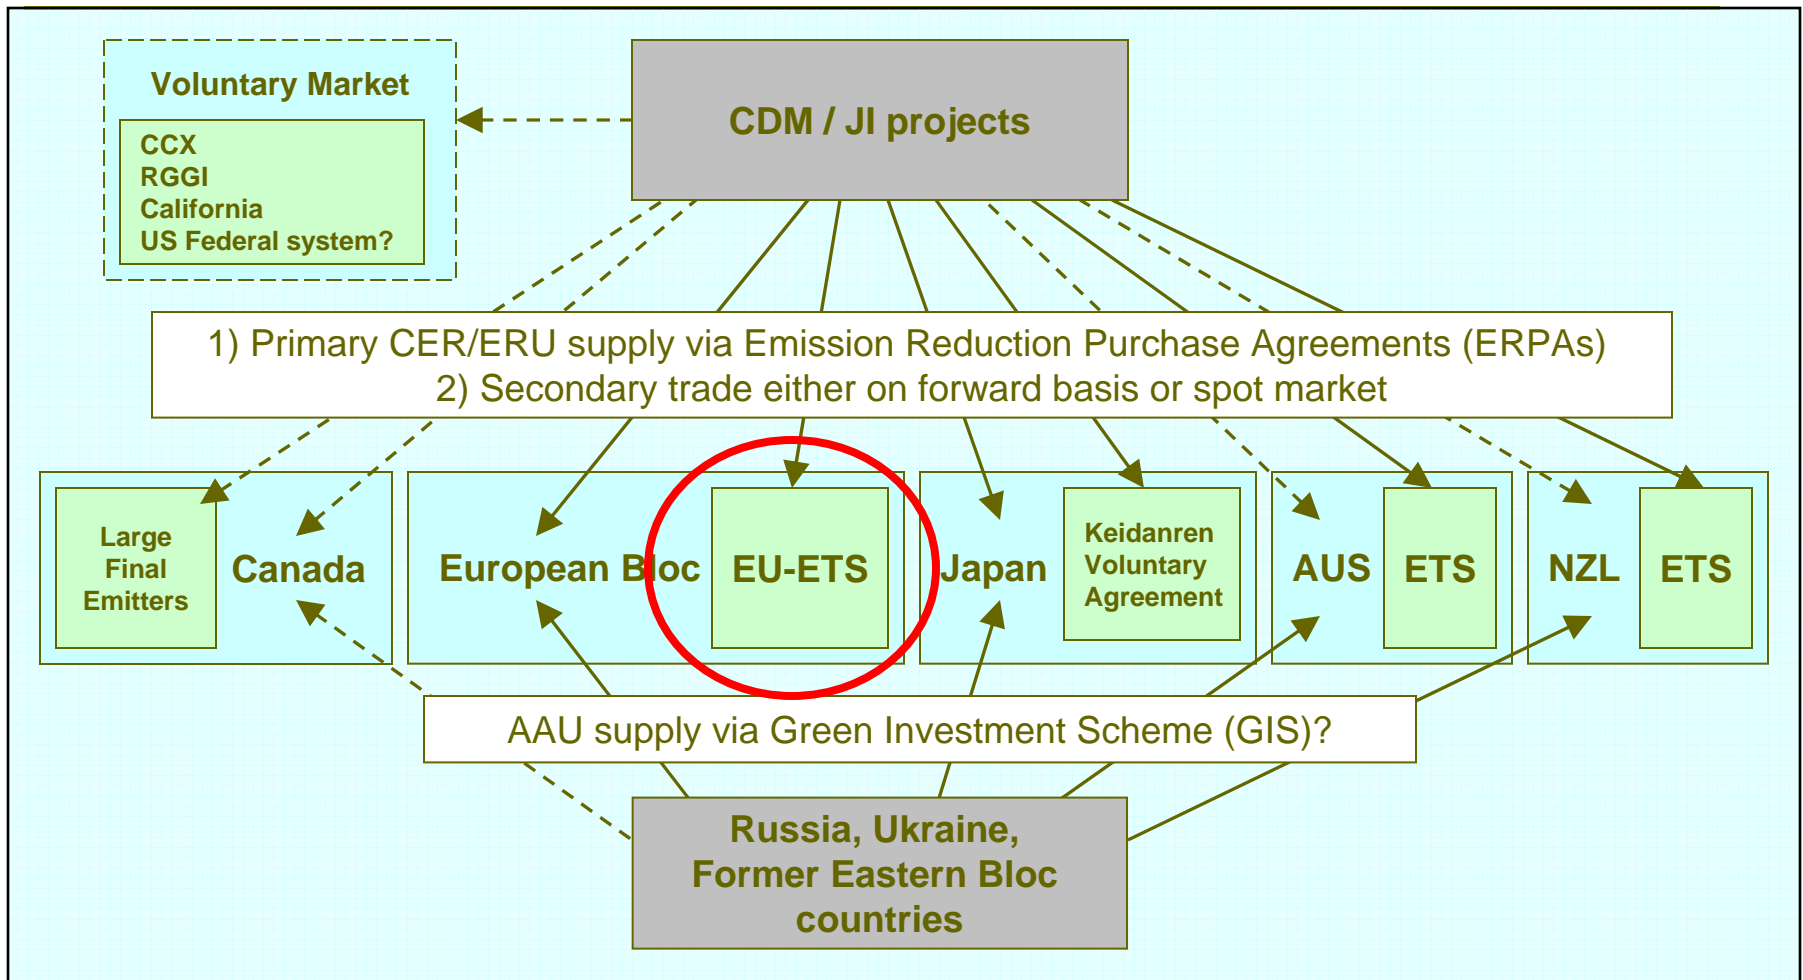 Voluntary Market
CCX
RGGI
California
US Federal system?
CDM / JI projects
1) Primary CER/ERU supply via Emission Reduction Purchase Agreements (ERPAs)
2) Secondary trade either on forward basis or spot market
Large
Final
Emitters
Canada
European Bloc
EU-ETS
Japan
Keidanren
Voluntary
Agreement
AUS
ETS
NZL
ETS
AAU supply via Green Investment Scheme (GIS)?
Russia, Ukraine,
Former Eastern Bloc
countries